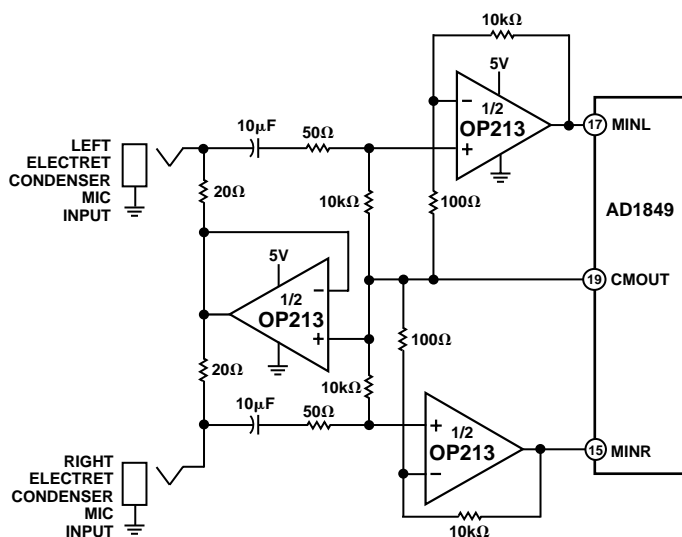 10kΩ
5V
−
1/2
OP213
+
17
MINL
10µF
50Ω
LEFT
ELECTRET
CONDENSER
MIC
INPUT
20Ω
10kΩ
100Ω
AD1849
19
CMOUT
5V
−
1/2
OP213
+
100Ω
20Ω
10kΩ
10µF
50Ω
+
1/2
OP213
−
15
MINR
RIGHT
ELECTRET
CONDENSER
MIC
INPUT
10kΩ